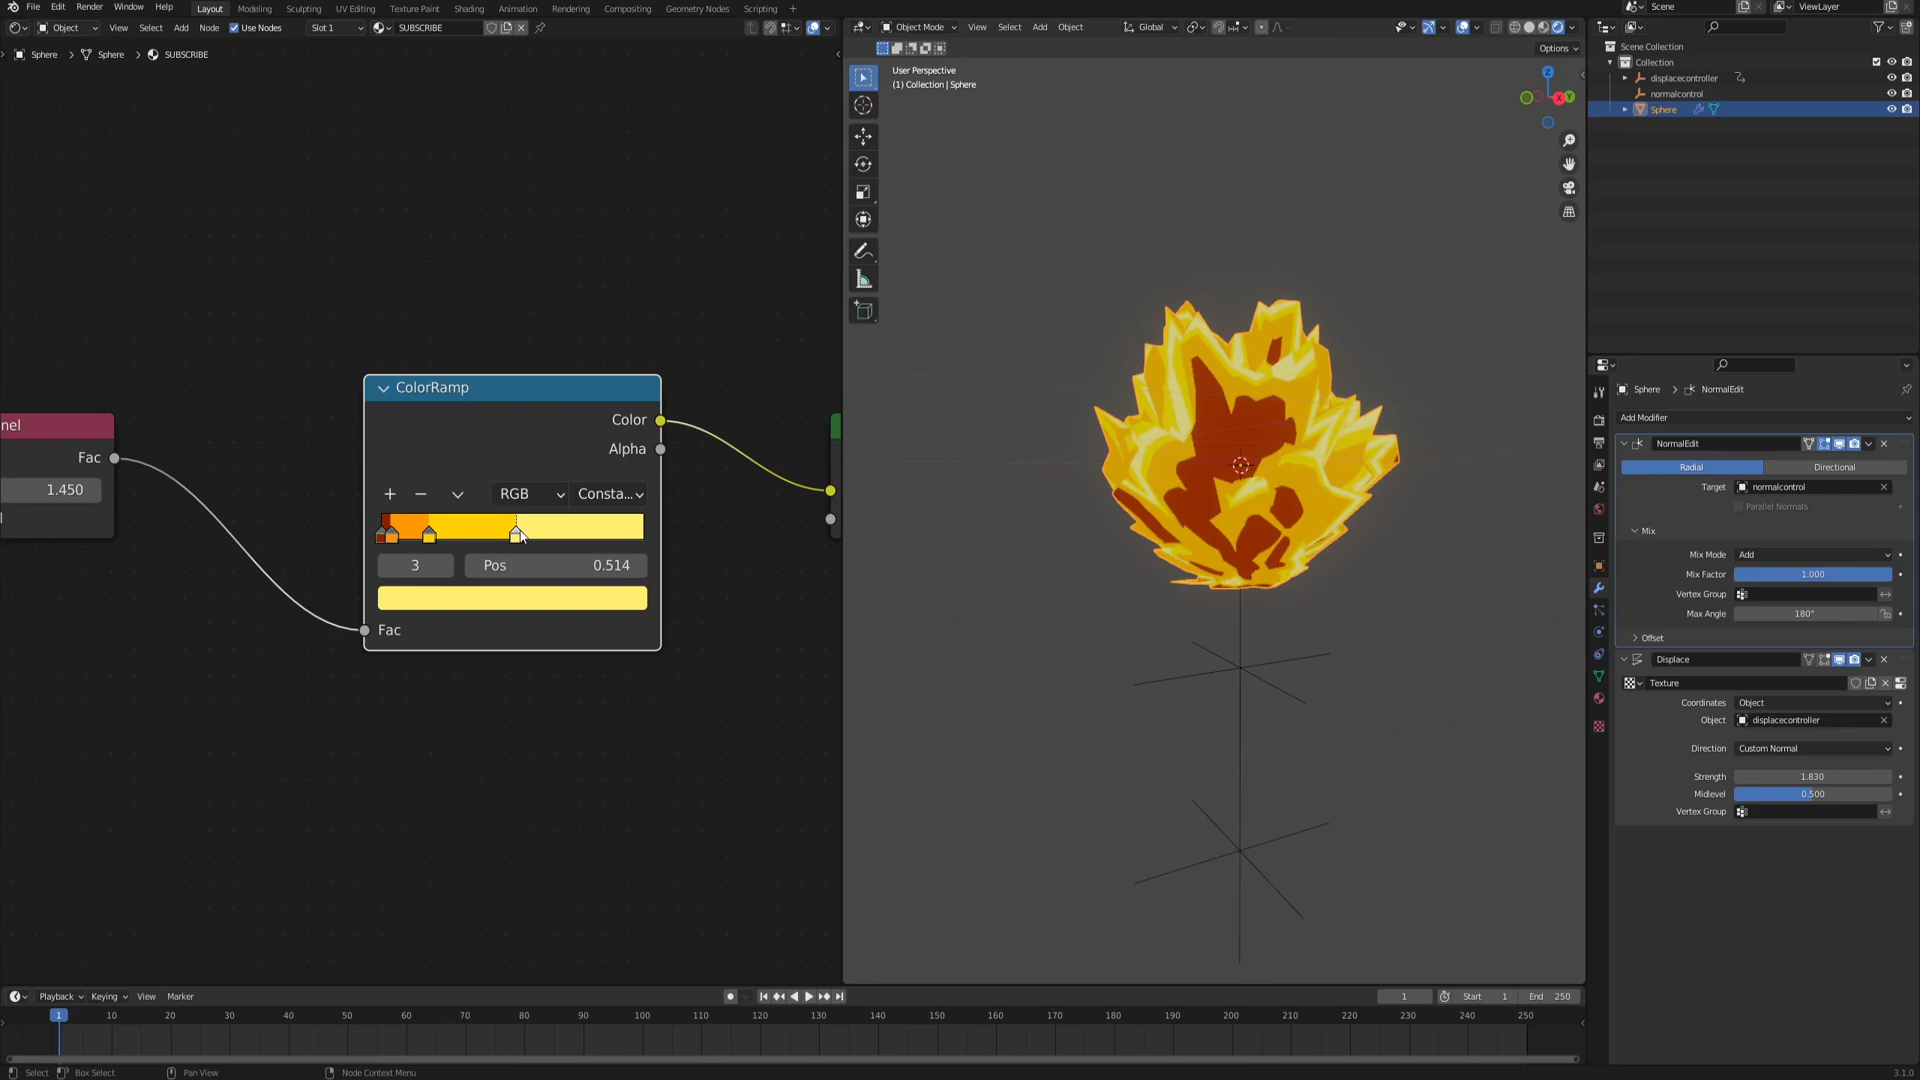 File Edit Render Window Help Layout Modeling Sculpting UV Editing Texture Paint Shading Animation Rendering Compositing Geometry Nodes Scripting + Scene ViewLayer
Object View Select Add Node Use Nodes Slot 1 SUBSCRIBE
Object Mode View Select Add Object Global
Options
Sphere > Sphere > SUBSCRIBE
User Perspective
(1) Collection | Sphere
Z
X
Y
Scene Collection
Collection
displacecontroller
normalcontrol
Sphere
nel
Fac
1.450
ColorRamp
Color
Alpha
+ − RGB Consta...
3 Pos 0.514
Fac
Sphere > NormalEdit
Add Modifier
NormalEdit
Radial Directional
Target normalcontrol
Parallel Normals
Mix
Mix Mode Add
Mix Factor 1.000
Vertex Group
Max Angle 180°
Offset
Displace
Texture
Coordinates Object
Object displacecontroller
Direction Custom Normal
Strength 1.830
Midlevel 0.500
Vertex Group
Playback Keying View Marker 1 Start 1 End 250
1 10 20 30 40 50 60 70 80 90 100 110 120 130 140 150 160 170 180 190 200 210 220 230 240 250
Select Box Select Pan View Node Context Menu 3.1.0